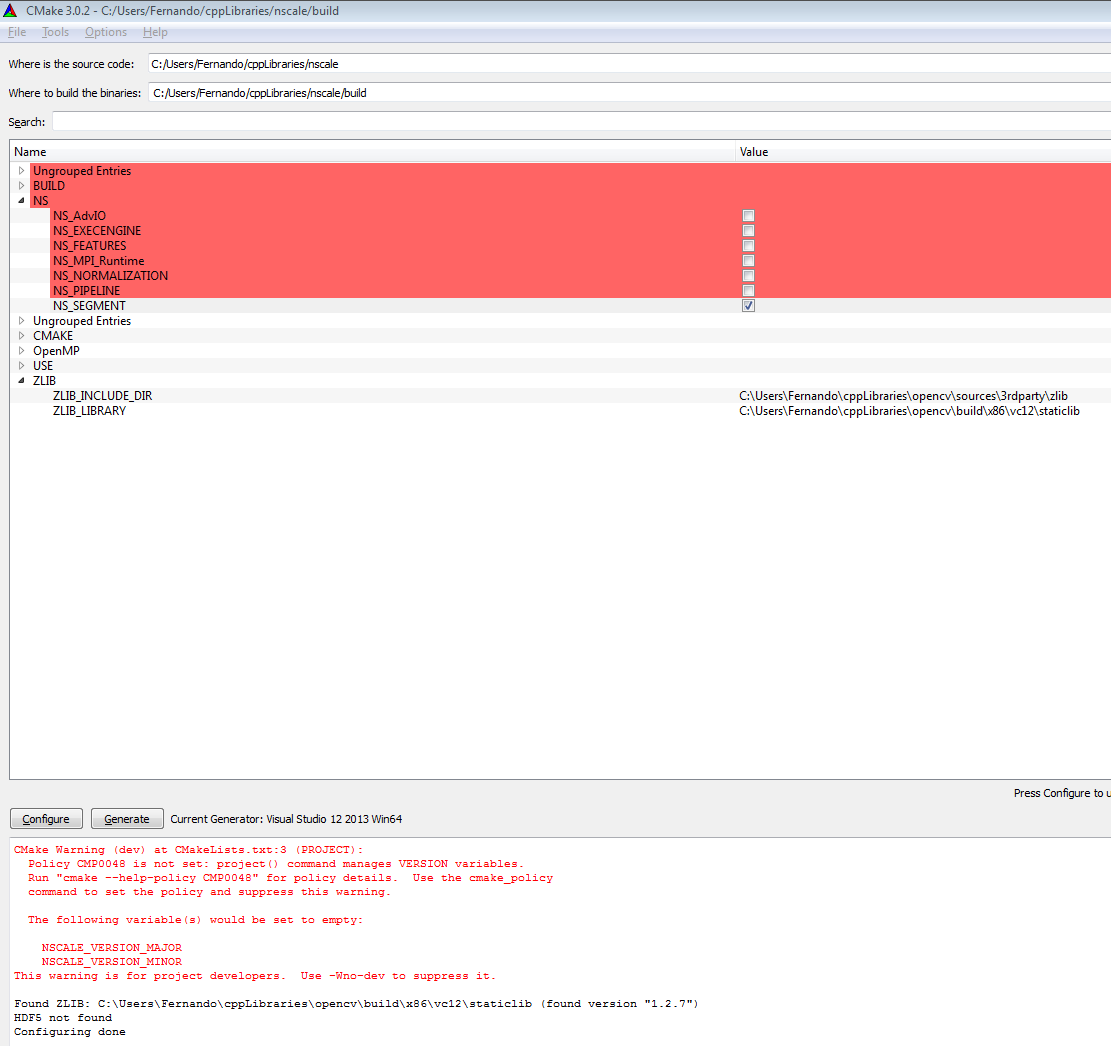 CMake 3.0.2 - C:/Users/Fernando/cppLibraries/nscale/build
File Tools Options Help
Where is the source code: C:/Users/Fernando/cppLibraries/nscale
Where to build the binaries: C:/Users/Fernando/cppLibraries/nscale/build
Search:
Name Value
Ungrouped Entries
BUILD
NS
NS_AdvIO
NS_EXECENGINE
NS_FEATURES
NS_MPI_Runtime
NS_NORMALIZATION
NS_PIPELINE
NS_SEGMENT
Ungrouped Entries
CMAKE
OpenMP
USE
ZLIB
ZLIB_INCLUDE_DIR C:\Users\Fernando\cppLibraries\opencv\sources\3rdparty\zlib
ZLIB_LIBRARY C:\Users\Fernando\cppLibraries\opencv\build\x86\vc12\staticlib
Press Configure to u
Configure Generate Current Generator: Visual Studio 12 2013 Win64
CMake Warning (dev) at CMakeLists.txt:3 (PROJECT):
Policy CMP0048 is not set: project() command manages VERSION variables.
Run "cmake --help-policy CMP0048" for policy details. Use the cmake_policy
command to set the policy and suppress this warning.
The following variable(s) would be set to empty:
NSCALE_VERSION_MAJOR
NSCALE_VERSION_MINOR
This warning is for project developers. Use -Wno-dev to suppress it.
Found ZLIB: C:\Users\Fernando\cppLibraries\opencv\build\x86\vc12\staticlib (found version "1.2.7")
HDF5 not found
Configuring done